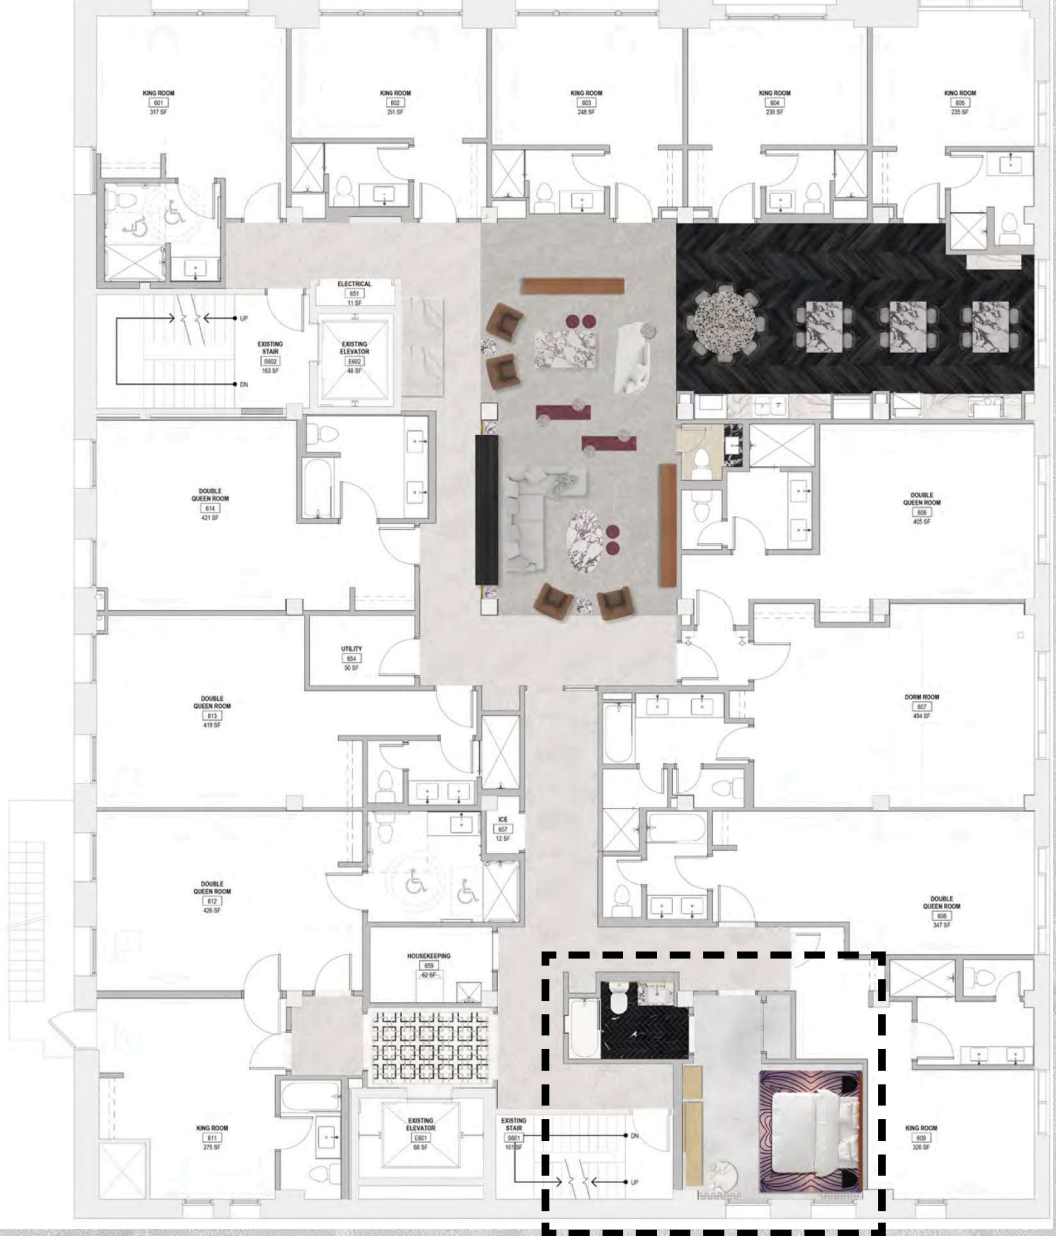 KING ROOM
601
317 SF
KING ROOM
602
251 SF
KING ROOM
603
248 SF
KING ROOM
604
230 SF
KING ROOM
605
235 SF
ELECTRICAL
651
11 SF
UP
EXISTING
STAIR
S602
163 SF
DN
EXISTING
ELEVATOR
E602
48 SF
DOUBLE
QUEEN ROOM
614
421 SF
DOUBLE
QUEEN ROOM
606
405 SF
UTILITY
654
50 SF
DOUBLE
QUEEN ROOM
613
419 SF
DORM ROOM
607
494 SF
ICE
657
12 SF
DOUBLE
QUEEN ROOM
612
426 SF
DOUBLE
QUEEN ROOM
608
347 SF
HOUSEKEEPING
659
62 SF
KING ROOM
611
275 SF
EXISTING
ELEVATOR
E601
68 SF
EXISTING
STAIR
S601
101 SF
DN
UP
KING ROOM
609
326 SF